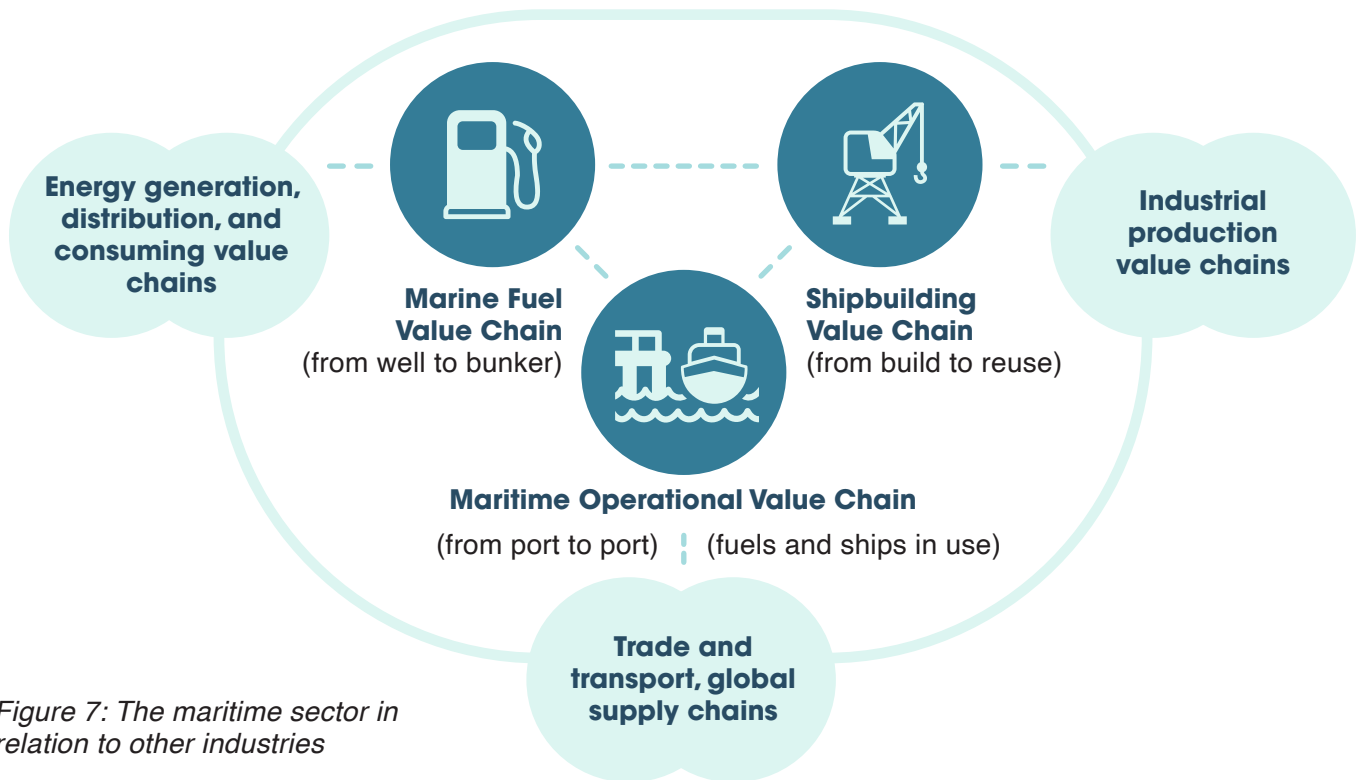 Energy generation,
distribution, and
consuming value
chains
Marine Fuel
Value Chain
(from well to bunker)
Shipbuilding
Value Chain
(from build to reuse)
Industrial
production
value chains
Maritime Operational Value Chain
(from port to port)
(fuels and ships in use)
Trade and
transport, global
supply chains
Figure 7: The maritime sector in
relation to other industries